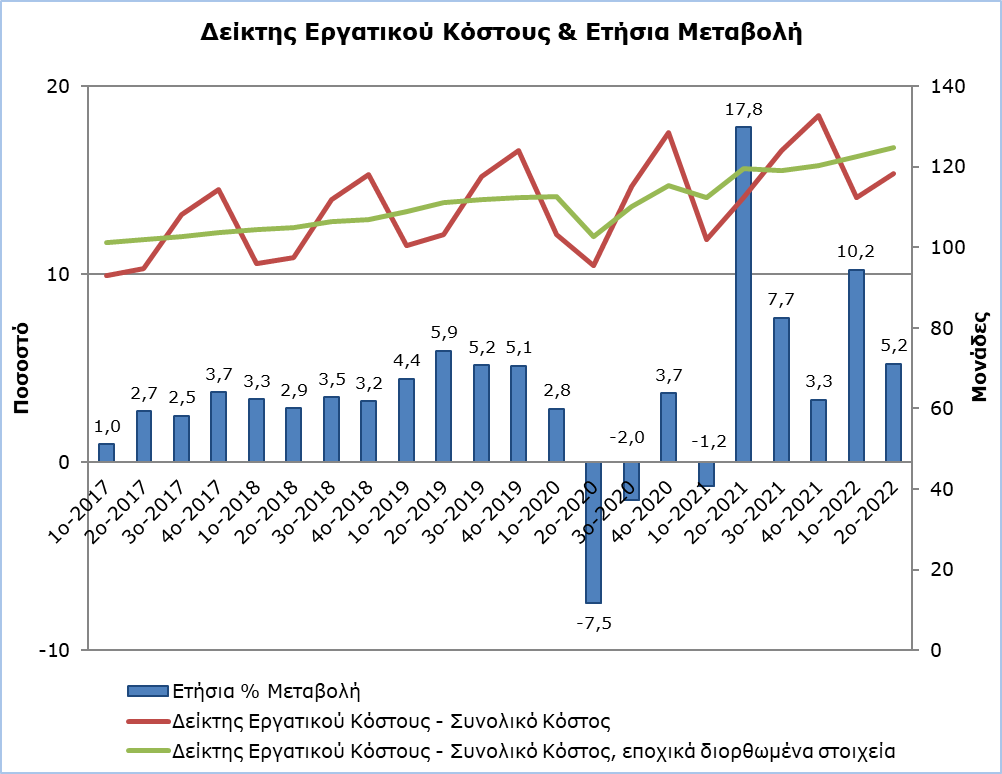 Δείκτης Εργατικού Κόστους & Ετήσια Μεταβολή
Ποσοστό
20
10
0
-10
Μονάδες
140
120
100
80
60
40
20
0
1,0
2,7
2,5
3,7
3,3
2,9
3,5
3,2
4,4
5,9
5,2
5,1
2,8
-7,5
-2,0
3,7
-1,2
17,8
7,7
3,3
10,2
5,2
1ο-2017
2ο-2017
3ο-2017
4ο-2017
1ο-2018
2ο-2018
3ο-2018
4ο-2018
1ο-2019
2ο-2019
3ο-2019
4ο-2019
1ο-2020
2ο-2020
3ο-2020
4ο-2020
1ο-2021
2ο-2021
3ο-2021
4ο-2021
1ο-2022
2ο-2022
Ετήσια % Μεταβολή
Δείκτης Εργατικού Κόστους - Συνολικό Κόστος
Δείκτης Εργατικού Κόστους - Συνολικό Κόστος, εποχικά διορθωμένα στοιχεία